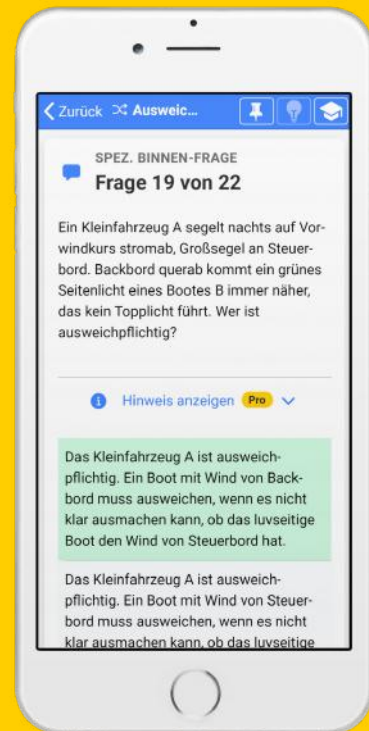 Zurück Ausweic...
SPEZ. BINNEN-FRAGE
Frage 19 von 22
Ein Kleinfahrzeug A segelt nachts auf Vor-
windkurs stromab, Großsegel an Steuer-
bord. Backbord querab kommt ein grünes
Seitenlicht eines Bootes B immer näher,
das kein Topplicht führt. Wer ist
ausweichpflichtig?
Hinweis anzeigen Pro
Das Kleinfahrzeug A ist ausweich-
pflichtig. Ein Boot mit Wind von Back-
bord muss ausweichen, wenn es nicht
klar ausmachen kann, ob das luvseitige
Boot den Wind von Steuerbord hat.
Das Kleinfahrzeug A ist ausweich-
pflichtig. Ein Boot mit Wind von Steuer-
bord muss ausweichen, wenn es nicht
klar ausmachen kann, ob das luvseitige